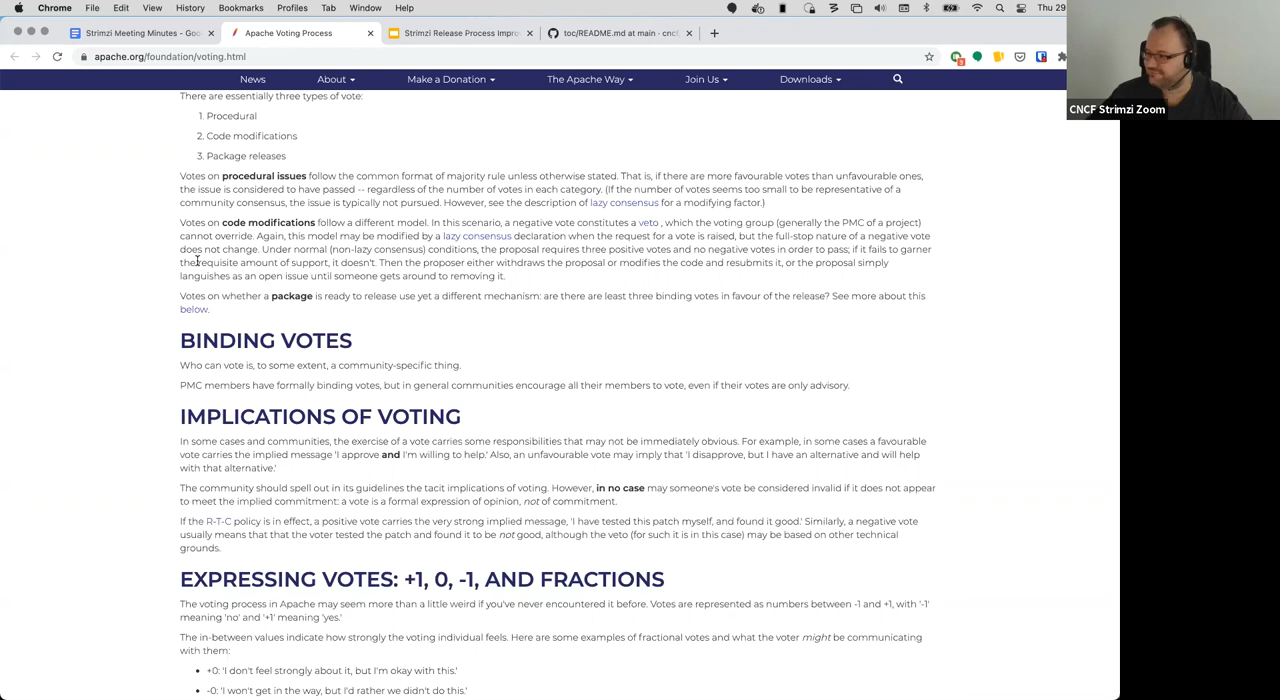 Chrome File Edit View History Bookmarks Profiles Tab Window Help Thu 29
Strimzi Meeting Minutes - Goo
Apache Voting Process
Strimzi Release Process Impro
toc/README.md at main · cncf
apache.org/foundation/voting.html
News About Make a Donation The Apache Way Join Us Downloads
CNCF Strimzi Zoom
There are essentially three types of vote:
1. Procedural
2. Code modifications
3. Package releases
Votes on procedural issues follow the common format of majority rule unless otherwise stated. That is, if there are more favourable votes than unfavourable ones,
the issue is considered to have passed -- regardless of the number of votes in each category. (If the number of votes seems too small to be representative of a
community consensus, the issue is typically not pursued. However, see the description of lazy consensus for a modifying factor.)
Votes on code modifications follow a different model. In this scenario, a negative vote constitutes a veto , which the voting group (generally the PMC of a project)
cannot override. Again, this model may be modified by a lazy consensus declaration when the request for a vote is raised, but the full-stop nature of a negative vote
does not change. Under normal (non-lazy consensus) conditions, the proposal requires three positive votes and no negative votes in order to pass; if it fails to garner
the requisite amount of support, it doesn't. Then the proposer either withdraws the proposal or modifies the code and resubmits it, or the proposal simply
languishes as an open issue until someone gets around to removing it.
Votes on whether a package is ready to release use yet a different mechanism: are there are least three binding votes in favour of the release? See more about this
below.
BINDING VOTES
Who can vote is, to some extent, a community-specific thing.
PMC members have formally binding votes, but in general communities encourage all their members to vote, even if their votes are only advisory.
IMPLICATIONS OF VOTING
In some cases and communities, the exercise of a vote carries some responsibilities that may not be immediately obvious. For example, in some cases a favourable
vote carries the implied message 'I approve and I'm willing to help.' Also, an unfavourable vote may imply that 'I disapprove, but I have an alternative and will help
with that alternative.'
The community should spell out in its guidelines the tacit implications of voting. However, in no case may someone's vote be considered invalid if it does not appear
to meet the implied commitment: a vote is a formal expression of opinion, not of commitment.
If the R-T-C policy is in effect, a positive vote carries the very strong implied message, 'I have tested this patch myself, and found it good.' Similarly, a negative vote
usually means that that the voter tested the patch and found it to be not good, although the veto (for such it is in this case) may be based on other technical
grounds.
EXPRESSING VOTES: +1, 0, -1, AND FRACTIONS
The voting process in Apache may seem more than a little weird if you've never encountered it before. Votes are represented as numbers between -1 and +1, with '-1'
meaning 'no' and '+1' meaning 'yes.'
The in-between values indicate how strongly the voting individual feels. Here are some examples of fractional votes and what the voter might be communicating
with them:
• +0: 'I don't feel strongly about it, but I'm okay with this.'
• -0: 'I won't get in the way, but I'd rather we didn't do this.'